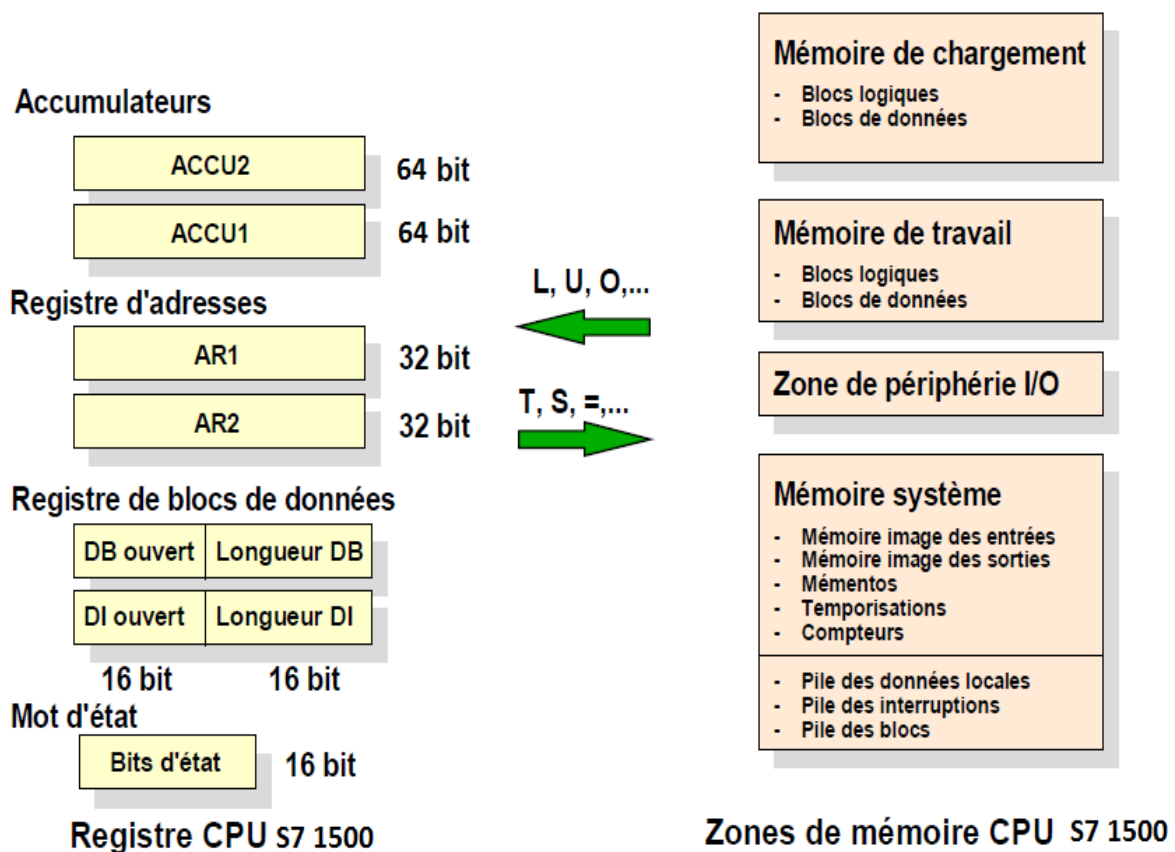 Accumulateurs
ACCU2
64 bit
ACCU1
64 bit
Registre d'adresses
AR1
32 bit
AR2
32 bit
Registre de blocs de données
DB ouvert
Longueur DB
DI ouvert
Longueur DI
16 bit
16 bit
Mot d'état
Bits d'état
16 bit
Registre CPU S7 1500
L, U, O,...
T, S, =,...
Mémoire de chargement
- Blocs logiques
- Blocs de données
Mémoire de travail
- Blocs logiques
- Blocs de données
Zone de périphérie I/O
Mémoire système
- Mémoire image des entrées
- Mémoire image des sorties
- Mémentos
- Temporisations
- Compteurs
- Pile des données locales
- Pile des interruptions
- Pile des blocs
Zones de mémoire CPU S7 1500